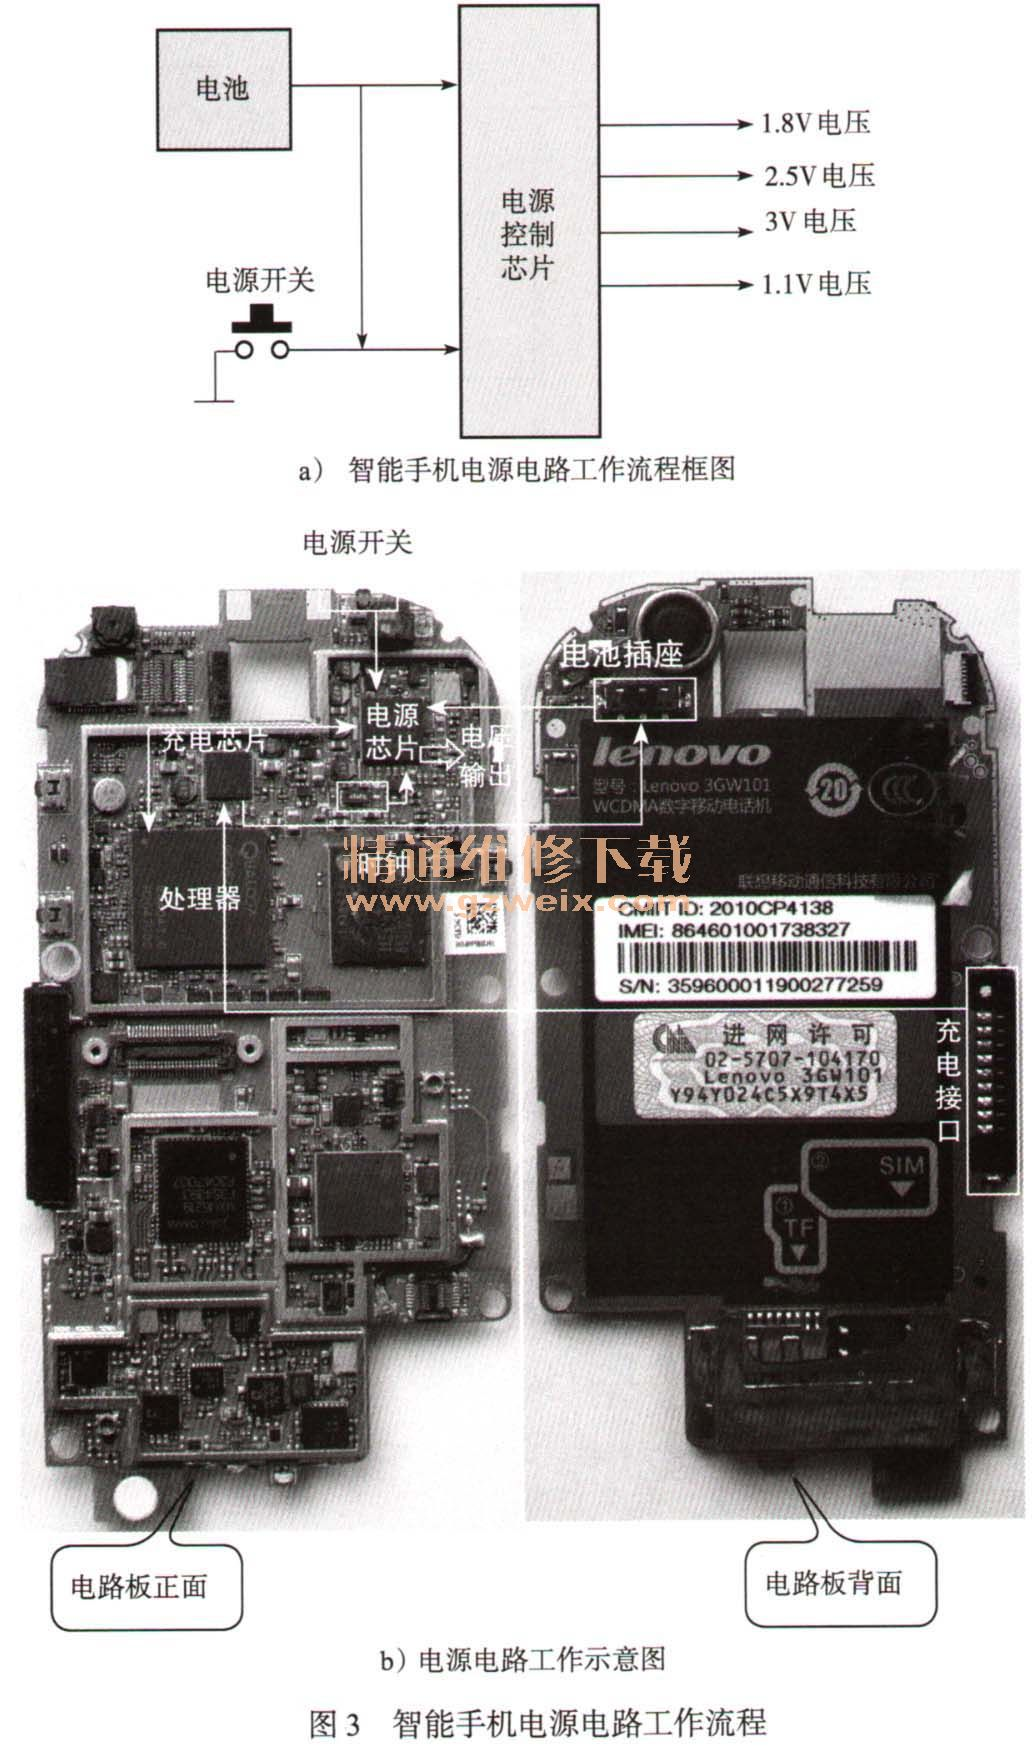 电池
电源
控制
芯片
1.8V 电压
2.5V 电压
3V 电压
1.1V 电压
电源开关
a） 智能手机电源电路工作流程框图
电源开关
电池插座
充电芯片
电源
芯片
电压
输出
处理器
时钟
lenovo
型号：Lenovo 3GW101
WCDMA数字移动电话机
20
CCC
联想移动通信科技有限公司
精通维修下载
www.gzweix.com
CMIIT ID: 2010CP4138
IMEI: 864601001738327
S/N: 359600011900277259
进网许可
02-5707-104170
Lenovo 3GW101
Y94Y024C5X9T4X5
充电接口
② SIM
① TF
电路板正面
电路板背面
b）电源电路工作示意图
图 3 智能手机电源电路工作流程